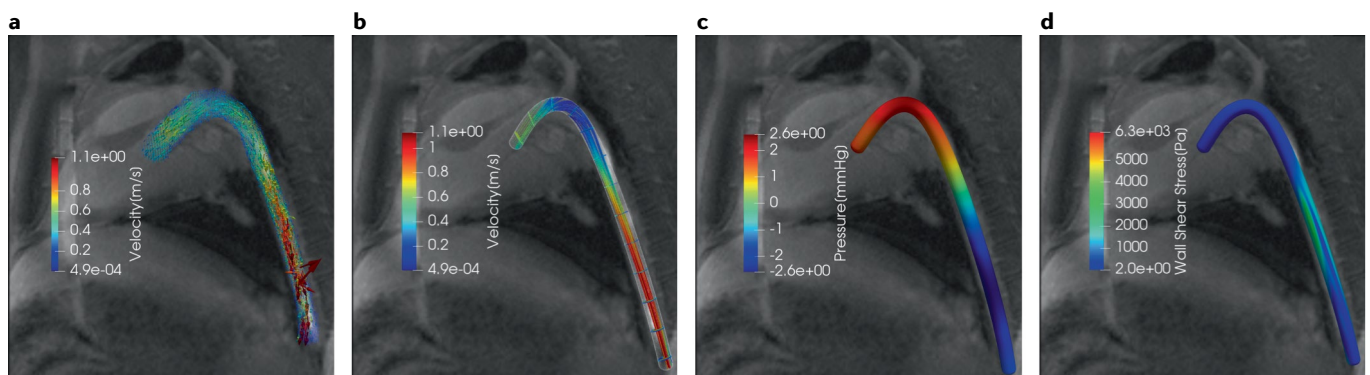 a
b
c
d
1.1e+00
0.8
0.6
0.4
0.2
4.9e-04
Velocity(m/s)
1.1e+00
1
0.8
0.6
0.4
0.2
4.9e-04
Velocity(m/s)
2.6e+00
2
1
0
-1
-2
-2.6e+00
Pressure(mmHg)
6.3e+03
5000
4000
3000
2000
1000
2.0e+00
Wall Shear Stress(Pa)